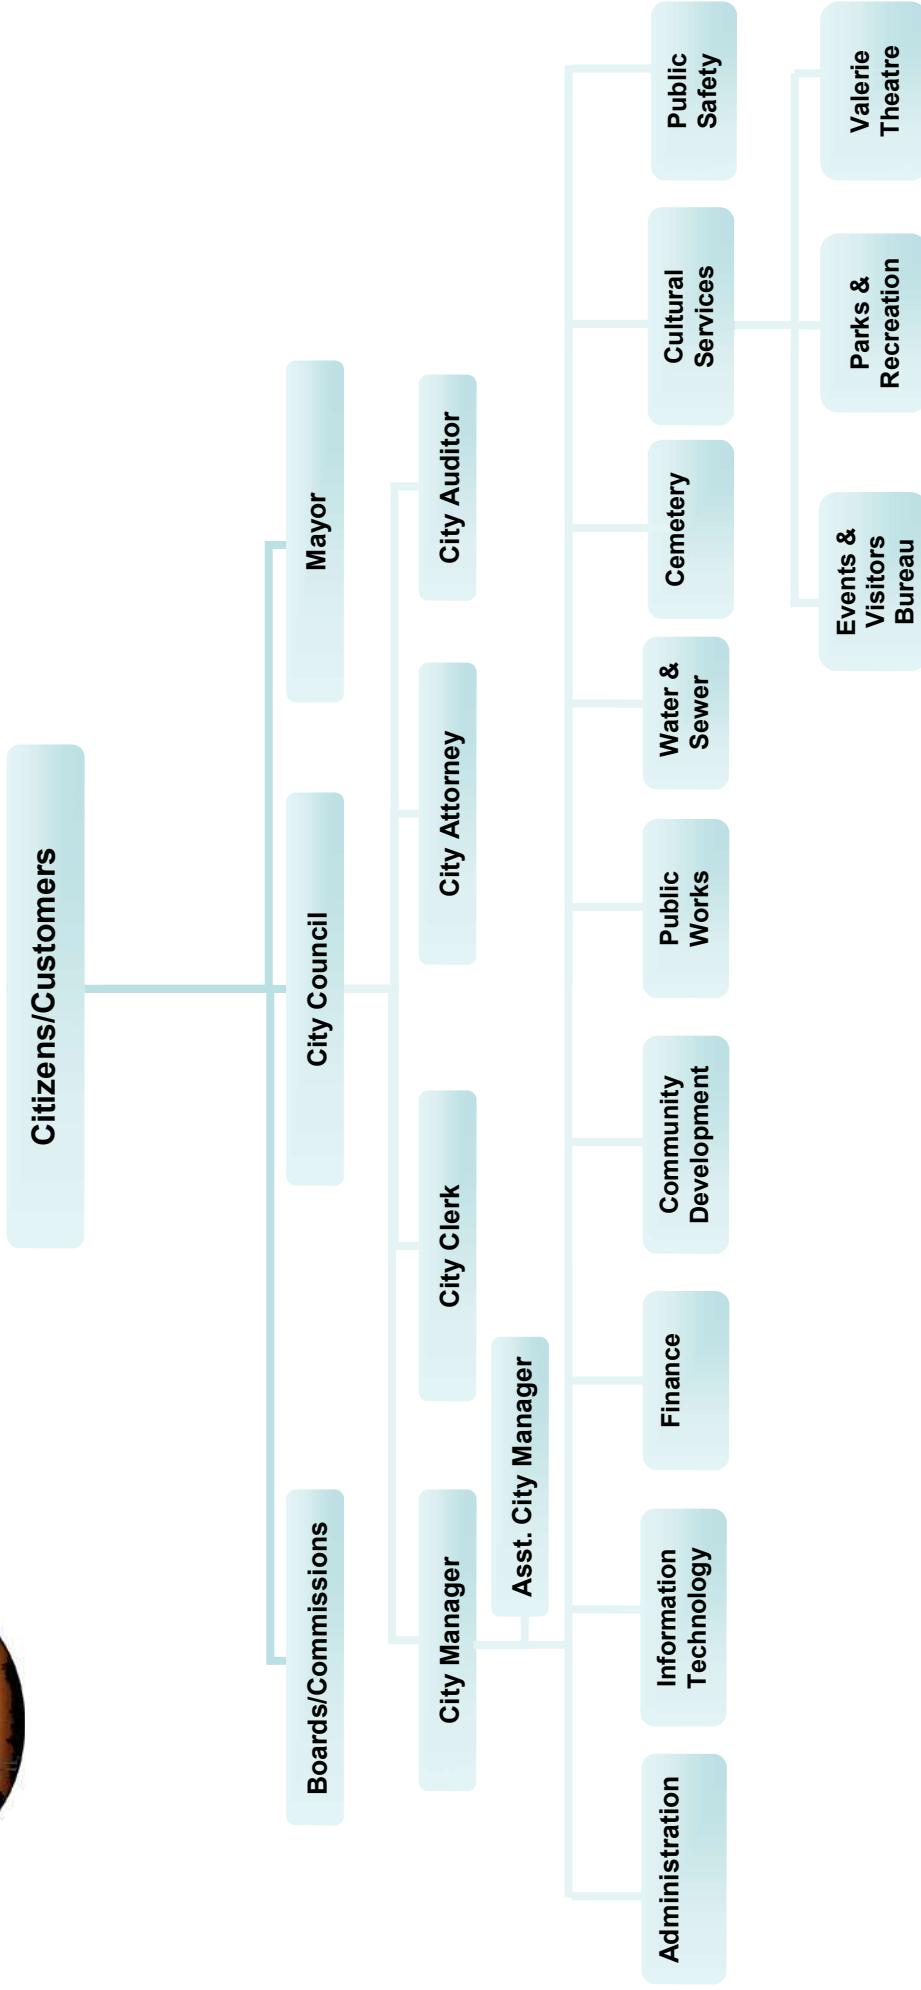 Citizens/Customers
Boards/Commissions
City Council
Mayor
City Manager
City Clerk
City Attorney
City Auditor
Asst. City Manager
Administration
Information
Technology
Finance
Community
Development
Public
Works
Water &
Sewer
Cemetery
Cultural
Services
Public
Safety
Events &
Visitors
Bureau
Parks &
Recreation
Valerie
Theatre